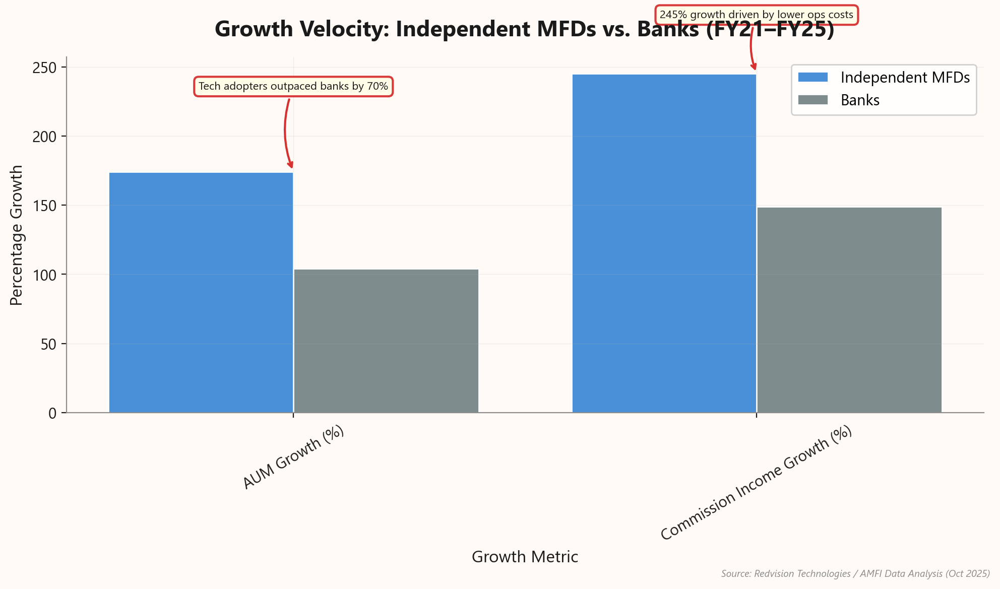 245% growth driven by lower ops costs
Growth Velocity: Independent MFDs vs. Banks (FY21–FY25)
Tech adopters outpaced banks by 70%
Independent MFDs
Banks
Percentage Growth
250
200
150
100
50
0
AUM Growth (%)
Commission Income Growth (%)
Growth Metric
Source: Redvision Technologies / AMFI Data Analysis (Oct 2025)